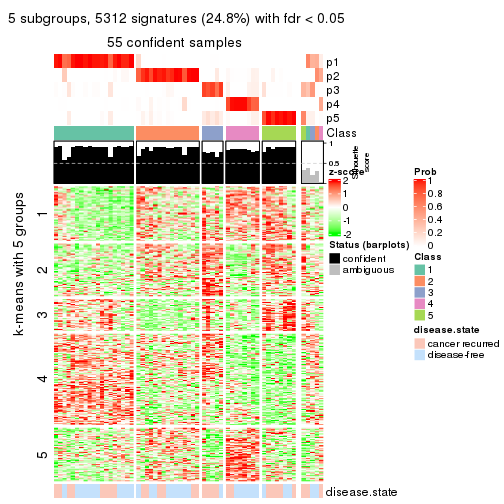 5 subgroups, 5312 signatures (24.8%) with fdr < 0.05
55 confident samples
p1
p2
p3
p4
p5
Class
1
0.5
0
Silhouette
score
k-means with 5 groups
1
2
3
4
5
disease.state
z-score
2
1
0
-1
-2
Status (barplots)
confident
ambiguous
Prob
1
0.8
0.6
0.4
0.2
0
Class
1
2
3
4
5
disease.state
cancer recurred
disease-free